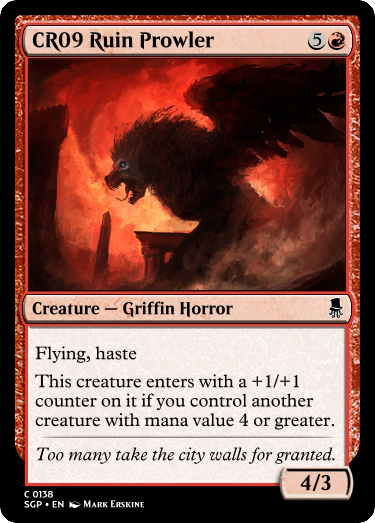 CR09 Ruin Prowler 5
Creature — Griffin Horror
Flying, haste
This creature enters with a +1/+1
counter on it if you control another
creature with mana value 4 or greater.
Too many take the city walls for granted.
4/3
C 0138
SGP • EN Mark Erskine